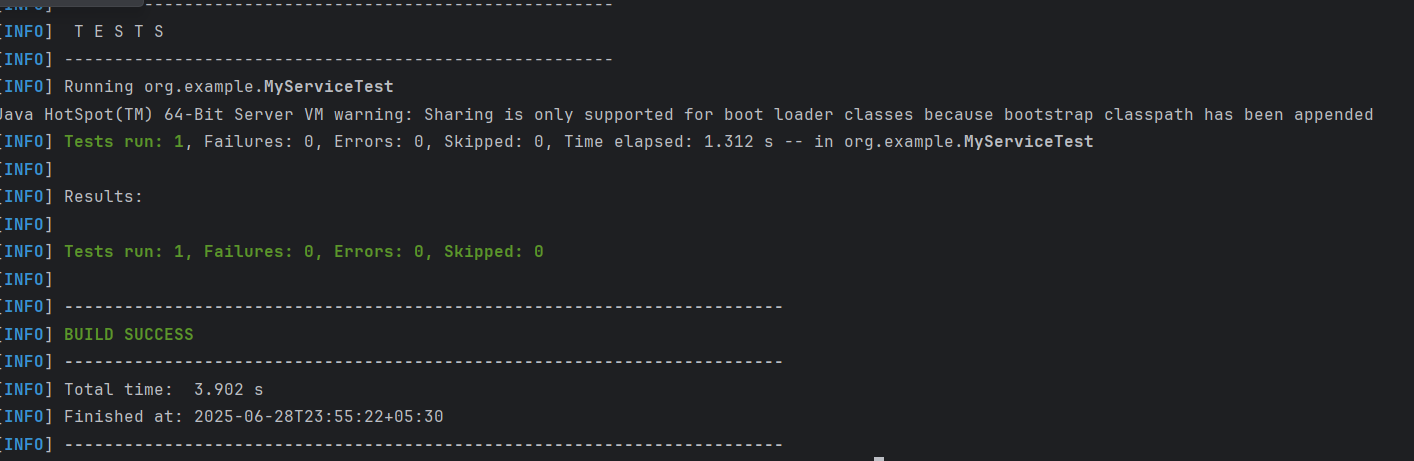 [INFO] -------------------------------------------------------
[INFO]  T E S T S
[INFO] -------------------------------------------------------
[INFO] Running org.example.MyServiceTest
Java HotSpot(TM) 64-Bit Server VM warning: Sharing is only supported for boot loader classes because bootstrap classpath has been appended
[INFO] Tests run: 1, Failures: 0, Errors: 0, Skipped: 0, Time elapsed: 1.312 s -- in org.example.MyServiceTest
[INFO]
[INFO] Results:
[INFO]
[INFO] Tests run: 1, Failures: 0, Errors: 0, Skipped: 0
[INFO]
[INFO] ------------------------------------------------------------------------
[INFO] BUILD SUCCESS
[INFO] ------------------------------------------------------------------------
[INFO] Total time:  3.902 s
[INFO] Finished at: 2025-06-28T23:55:22+05:30
[INFO] ------------------------------------------------------------------------